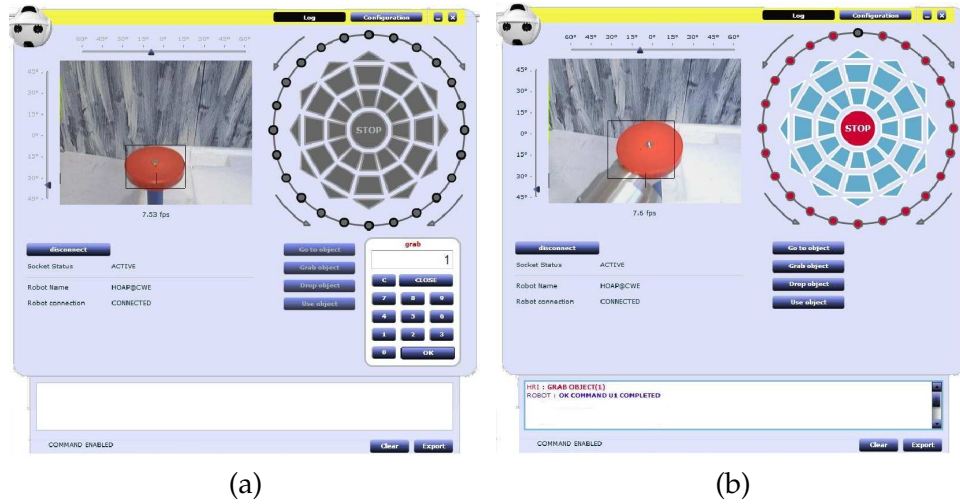 Log Configuration
60° 45° 30° 15° 0° 15° 30° 45° 60°
45°
30°
15°
0°
15°
30°
45°
STOP
7.53 fps
disconnect
Socket Status ACTIVE
Robot Name HOAP@CWE
Robot connection CONNECTED
Go to object
Grab object
Drop object
Use object
grab
1
C CLOSE
7 8 9
4 5 6
1 2 3
0 OK
COMMAND ENABLED
Clear Export
(a)
Log Configuration
60° 45° 30° 15° 0° 15° 30° 45° 60°
45°
30°
15°
0°
15°
30°
45°
STOP
7.6 fps
disconnect
Socket Status ACTIVE
Robot Name HOAP@CWE
Robot connection CONNECTED
Go to object
Grab object
Drop object
Use object
HRI : GRAB OBJECT(1)
ROBOT : OK COMMAND U1 COMPLETED
COMMAND ENABLED
Clear Export
(b)